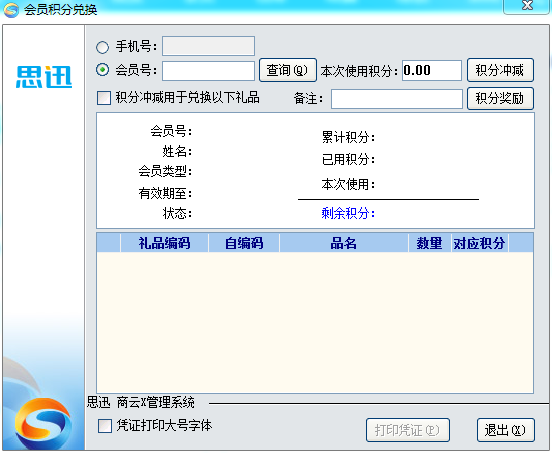 会员积分兑换
思迅
手机号：
会员号： 查询(Q) 本次使用积分： 0.00 积分冲减
积分冲减用于兑换以下礼品 备注： 积分奖励
会员号： 累计积分：
姓名： 已用积分：
会员类型：
有效期至： 本次使用：
状态： 剩余积分：
礼品编码 自编码 品名 数量 对应积分
思迅 商云X管理系统
凭证打印大号字体 打印凭证(P) 退出(X)